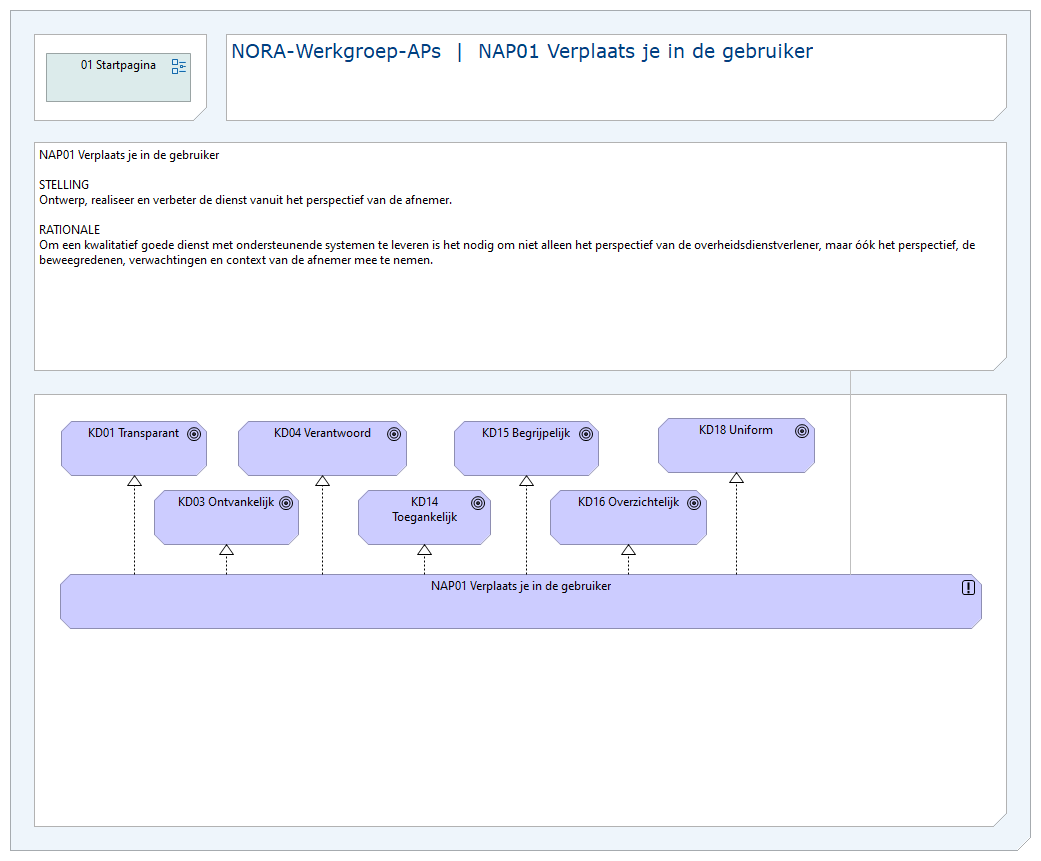 01 Startpagina
NORA-Werkgroep-APs | NAP01 Verplaats je in de gebruiker
NAP01 Verplaats je in de gebruiker
STELLING
Ontwerp, realiseer en verbeter de dienst vanuit het perspectief van de afnemer.
RATIONALE
Om een kwalitatief goede dienst met ondersteunende systemen te leveren is het nodig om niet alleen het perspectief van de overheidsdienstverlener, maar óók het perspectief, de
beweegredenen, verwachtingen en context van de afnemer mee te nemen.
KD01 Transparant
KD04 Verantwoord
KD15 Begrijpelijk
KD18 Uniform
KD03 Ontvankelijk
KD14
Toegankelijk
KD16 Overzichtelijk
NAP01 Verplaats je in de gebruiker